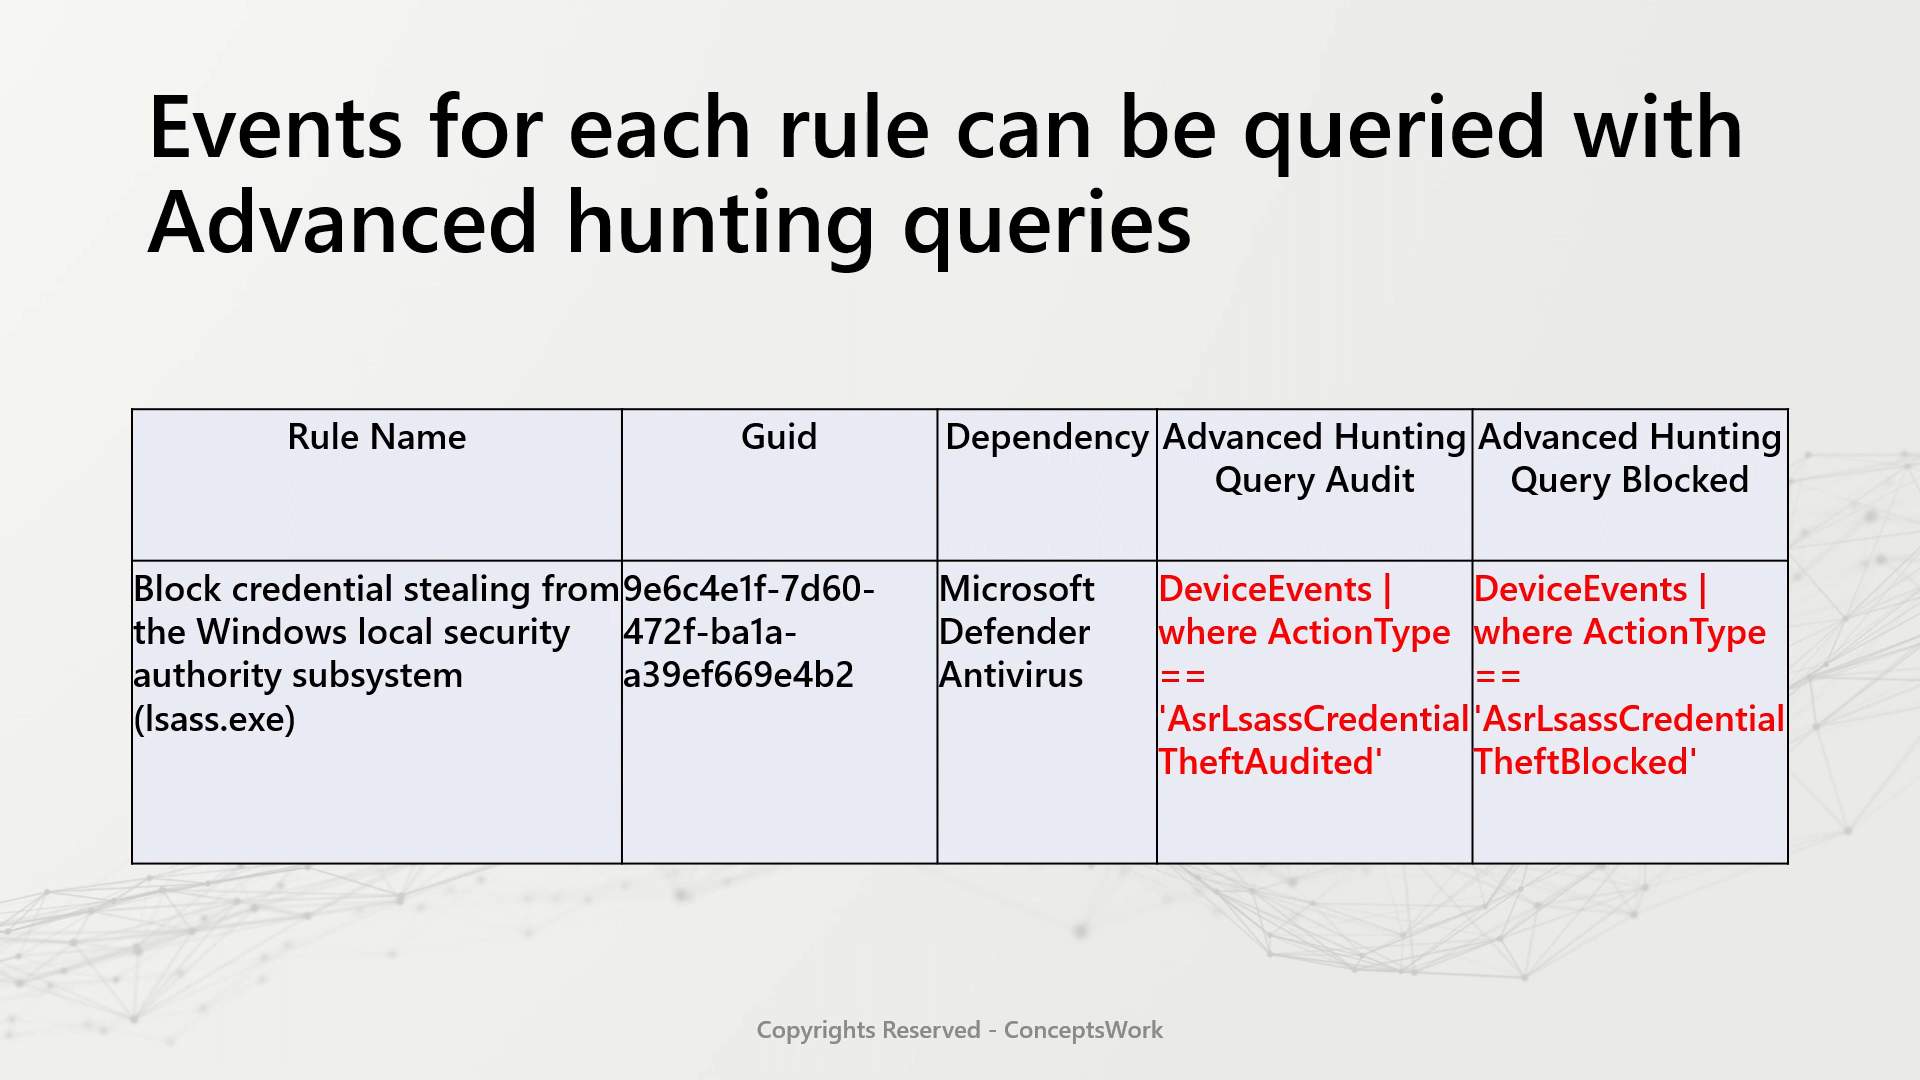 Events for each rule can be queried with
Advanced hunting queries
Rule Name
Guid
Dependency
Advanced Hunting
Query Audit
Advanced Hunting
Query Blocked
Block credential stealing from
the Windows local security
authority subsystem
(lsass.exe)
9e6c4e1f-7d60-
472f-ba1a-
a39ef669e4b2
Microsoft
Defender
Antivirus
DeviceEvents |
where ActionType
==
'AsrLsassCredential
TheftAudited'
DeviceEvents |
where ActionType
==
'AsrLsassCredential
TheftBlocked'
Copyrights Reserved - ConceptsWork